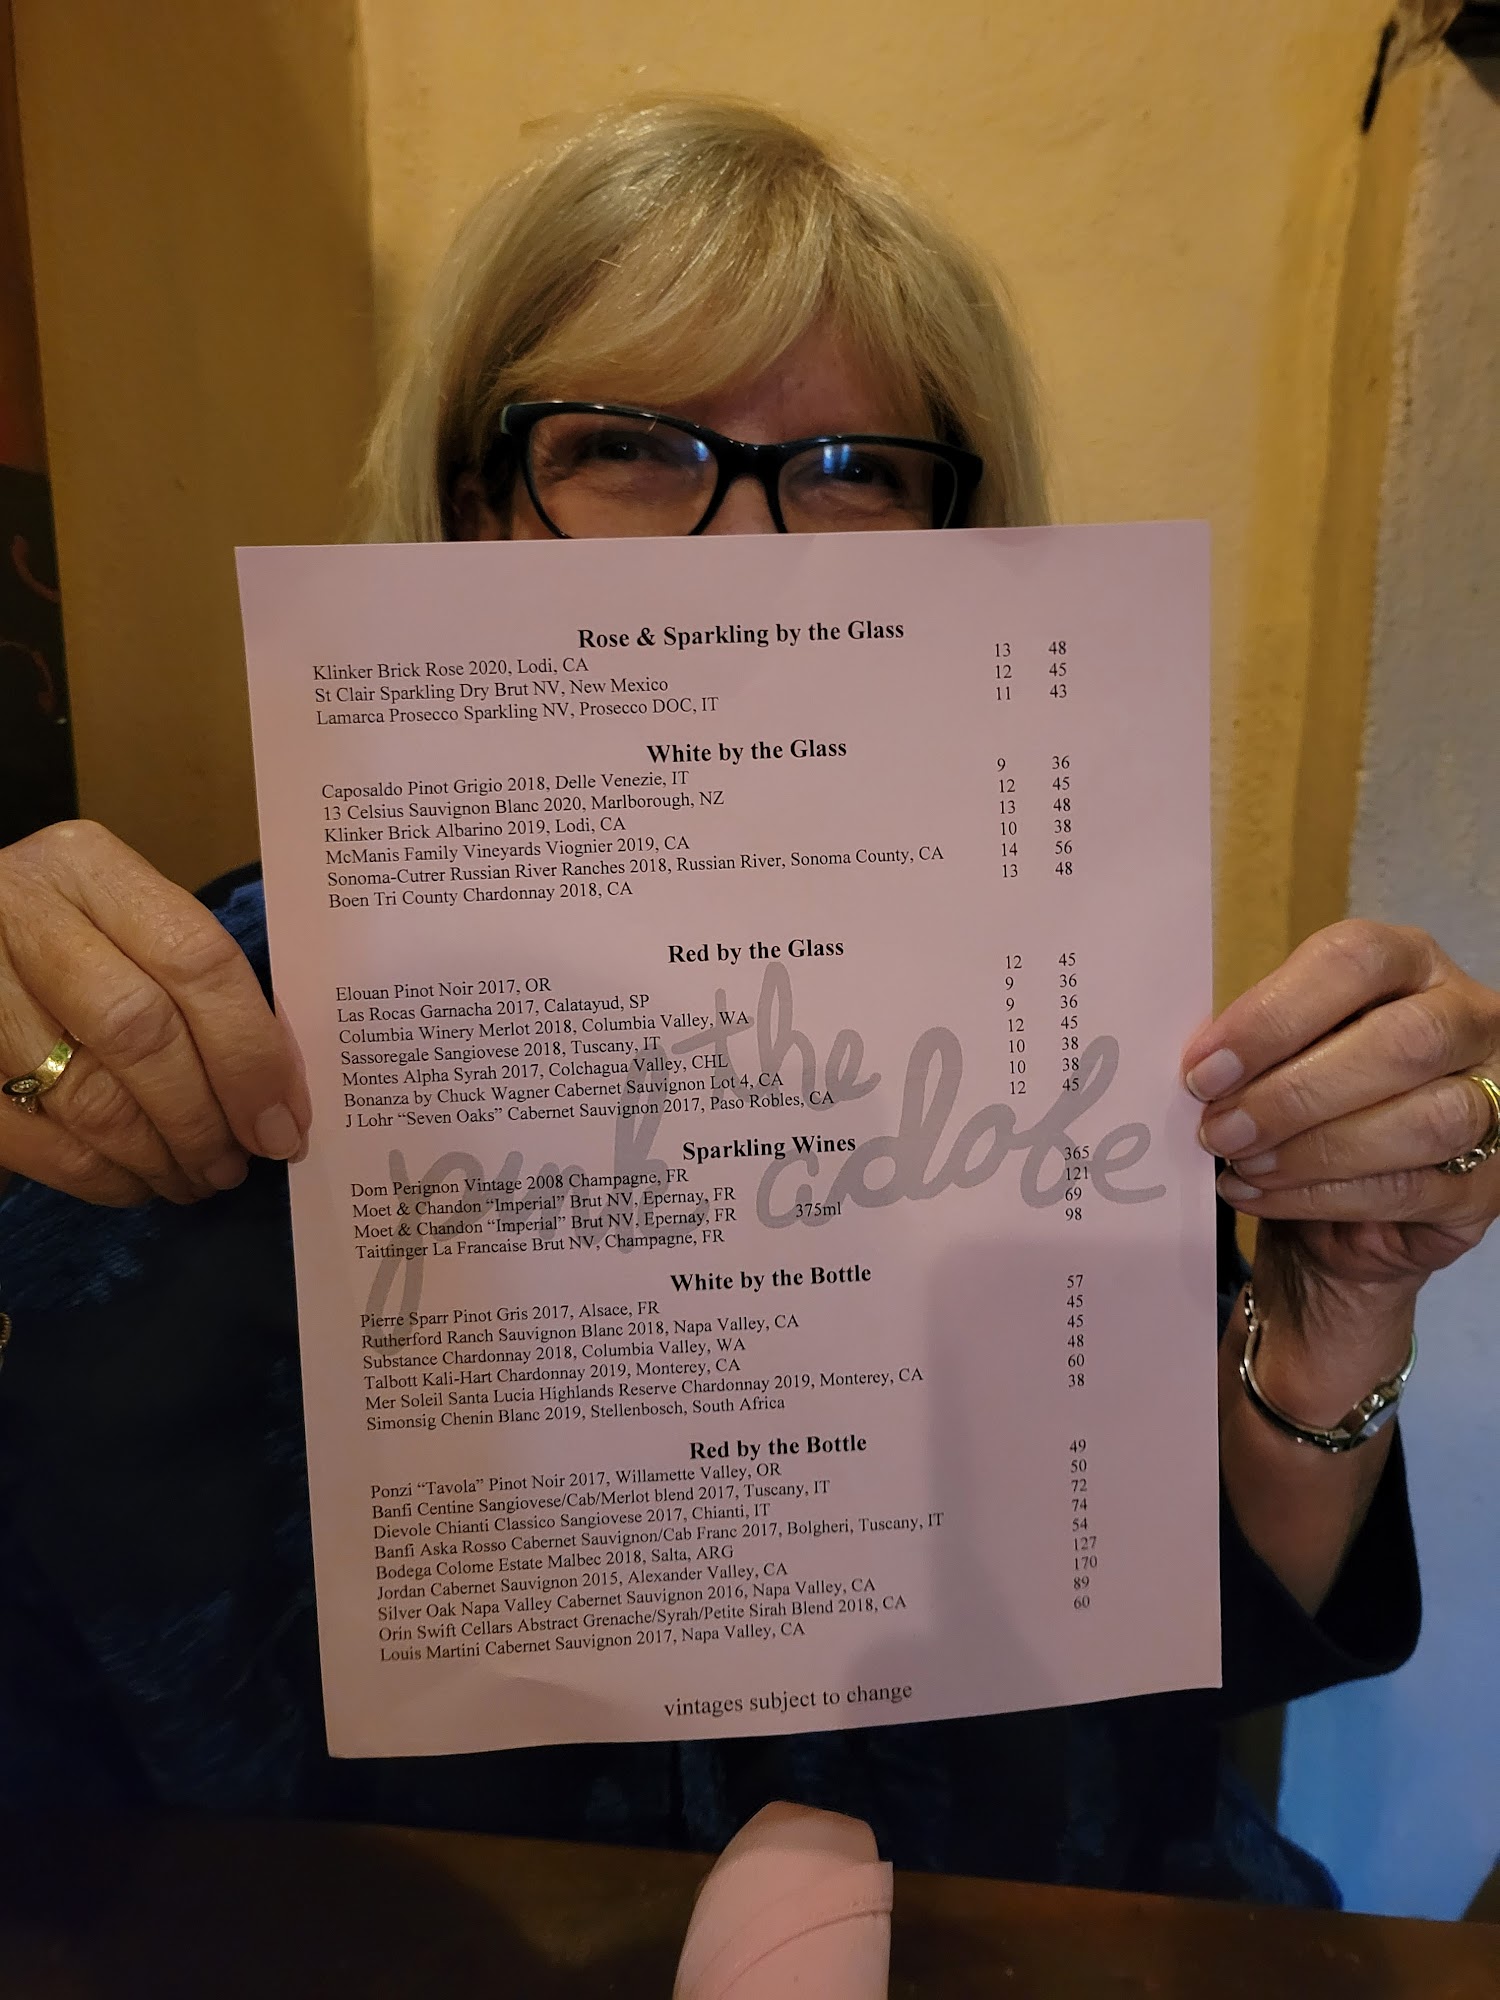 Rose & Sparkling by the Glass
Klinker Brick Rose 2020, Lodi, CA 13 48
St Clair Sparkling Dry Brut NV, New Mexico 12 45
Lamarca Prosecco Sparkling NV, Prosecco DOC, IT 11 43
White by the Glass
Caposaldo Pinot Grigio 2018, Delle Venezie, IT 9 36
13 Celsius Sauvignon Blanc 2020, Marlborough, NZ 12 45
Klinker Brick Albarino 2019, Lodi, CA 13 48
McManis Family Vineyards Viognier 2019, CA 10 38
Sonoma-Cutrer Russian River Ranches 2018, Russian River, Sonoma County, CA 14 56
Boen Tri County Chardonnay 2018, CA 13 48
Red by the Glass
Elouan Pinot Noir 2017, OR 12 45
Las Rocas Garnacha 2017, Calatayud, SP 9 36
Columbia Winery Merlot 2018, Columbia Valley, WA 9 36
Sassoregale Sangiovese 2018, Tuscany, IT 12 45
Montes Alpha Syrah 2017, Colchagua Valley, CHL 10 38
Bonanza by Chuck Wagner Cabernet Sauvignon Lot 4, CA 10 38
J Lohr “Seven Oaks” Cabernet Sauvignon 2017, Paso Robles, CA 12 45
the
pink adobe
Sparkling Wines
Dom Perignon Vintage 2008 Champagne, FR 365
Moet & Chandon “Imperial” Brut NV, Epernay, FR 121
Moet & Chandon “Imperial” Brut NV, Epernay, FR 375ml 69
Taittinger La Francaise Brut NV, Champagne, FR 98
White by the Bottle
Pierre Sparr Pinot Gris 2017, Alsace, FR 57
Rutherford Ranch Sauvignon Blanc 2018, Napa Valley, CA 45
Substance Chardonnay 2018, Columbia Valley, WA 45
Talbott Kali-Hart Chardonnay 2019, Monterey, CA 48
Mer Soleil Santa Lucia Highlands Reserve Chardonnay 2019, Monterey, CA 60
Simonsig Chenin Blanc 2019, Stellenbosch, South Africa 38
Red by the Bottle
Ponzi “Tavola” Pinot Noir 2017, Willamette Valley, OR 49
Banfi Centine Sangiovese/Cab/Merlot blend 2017, Tuscany, IT 50
Dievole Chianti Classico Sangiovese 2017, Chianti, IT 72
Banfi Aska Rosso Cabernet Sauvignon/Cab Franc 2017, Bolgheri, Tuscany, IT 74
Bodega Colome Estate Malbec 2018, Salta, ARG 54
Jordan Cabernet Sauvignon 2015, Alexander Valley, CA 127
Silver Oak Napa Valley Cabernet Sauvignon 2016, Napa Valley, CA 170
Orin Swift Cellars Abstract Grenache/Syrah/Petite Sirah Blend 2018, CA 89
Louis Martini Cabernet Sauvignon 2017, Napa Valley, CA 60
vintages subject to change